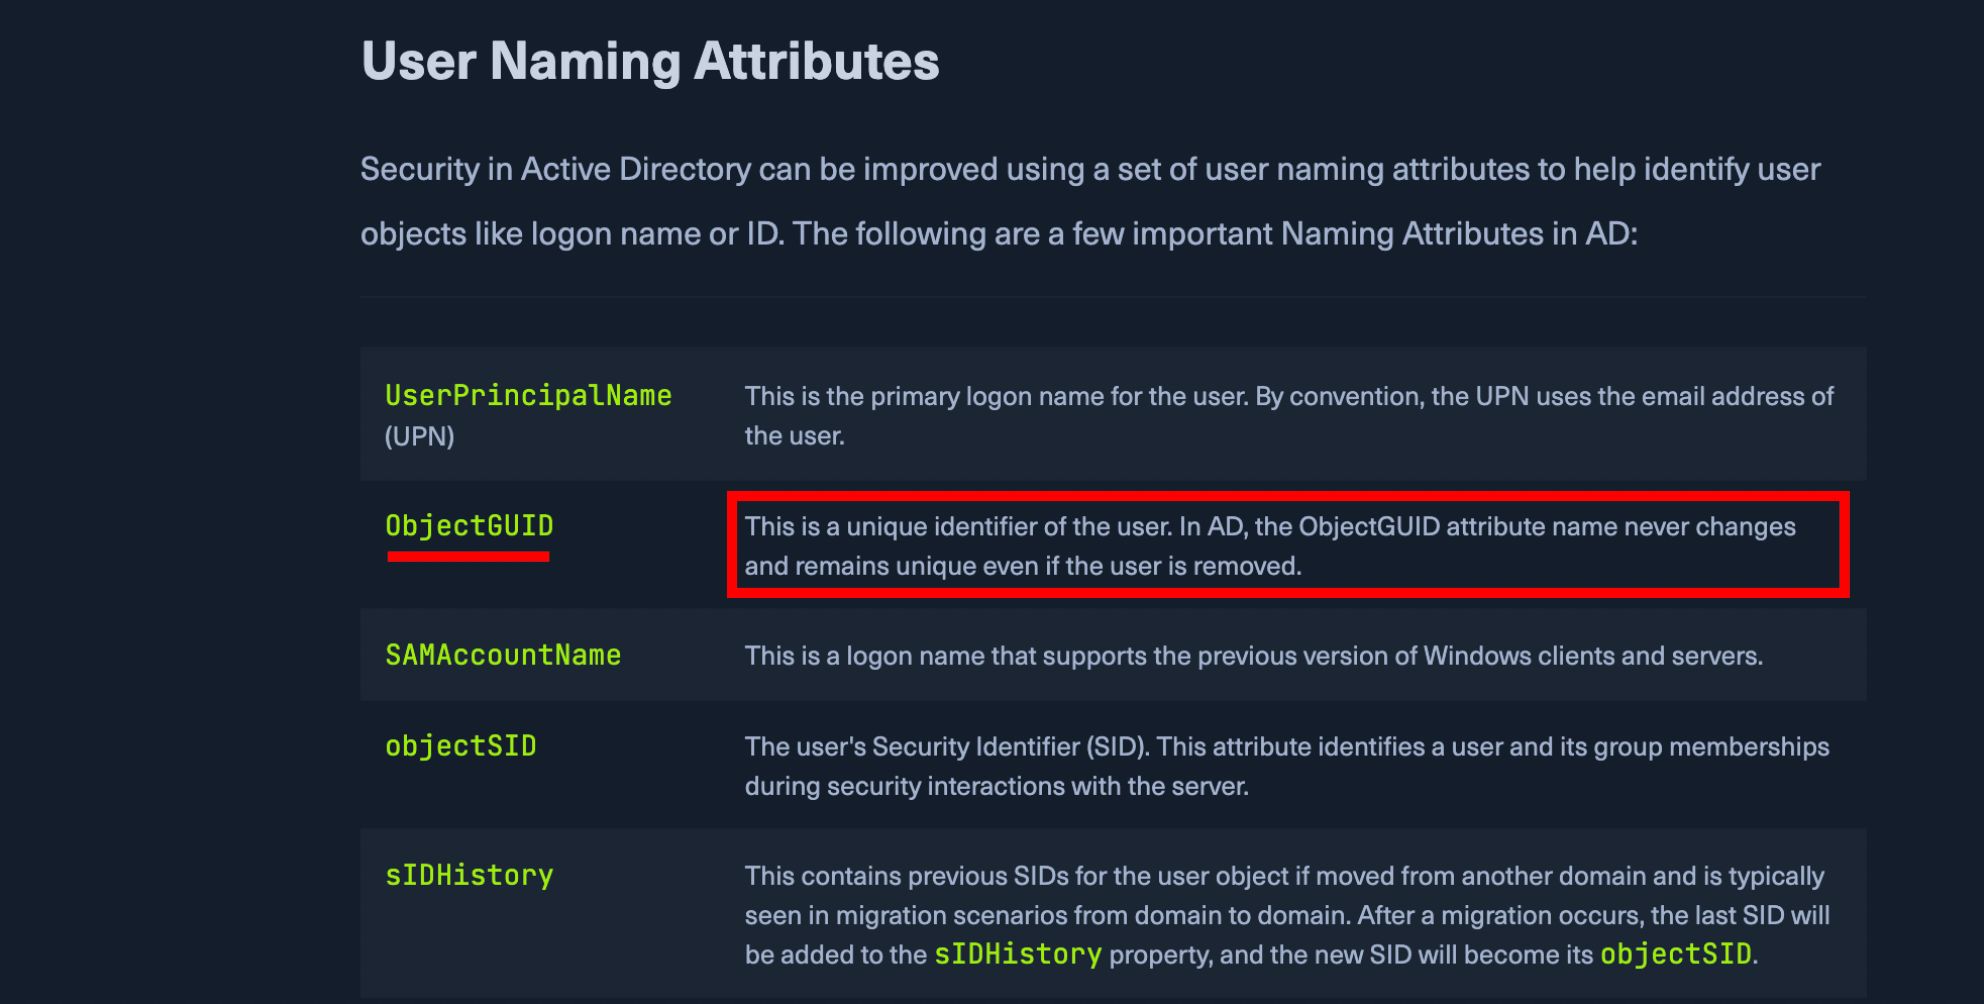 User Naming Attributes
Security in Active Directory can be improved using a set of user naming attributes to help identify user
objects like logon name or ID. The following are a few important Naming Attributes in AD:
UserPrincipalName
(UPN)
This is the primary logon name for the user. By convention, the UPN uses the email address of
the user.
ObjectGUID
This is a unique identifier of the user. In AD, the ObjectGUID attribute name never changes
and remains unique even if the user is removed.
SAMAccountName
This is a logon name that supports the previous version of Windows clients and servers.
objectSID
The user's Security Identifier (SID). This attribute identifies a user and its group memberships
during security interactions with the server.
sIDHistory
This contains previous SIDs for the user object if moved from another domain and is typically
seen in migration scenarios from domain to domain. After a migration occurs, the last SID will
be added to the sIDHistory property, and the new SID will become its objectSID.